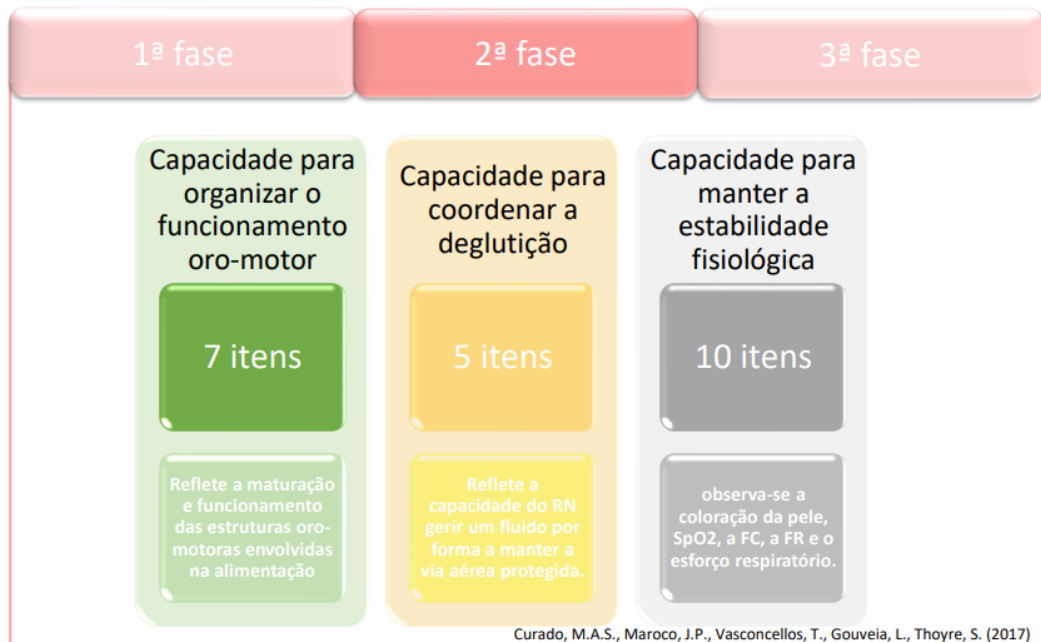 1ª fase
2ª fase
3ª fase
Capacidade para
organizar o
funcionamento
oro-motor
7 itens
Reflete a maturação
e funcionamento
das estruturas oro-
motoras envolvidas
na alimentação
Capacidade para
coordenar a
deglutição
5 itens
Reflete a
capacidade do RN
gerir um fluido por
forma a manter a
via aérea protegida.
Capacidade para
manter a
estabilidade
fisiológica
10 itens
observa-se a
coloração da pele,
SpO2, a FC, a FR e o
esforço respiratório.
Curado, M.A.S., Maroco, J.P., Vasconcellos, T., Gouveia, L., Thoyre, S. (2017)